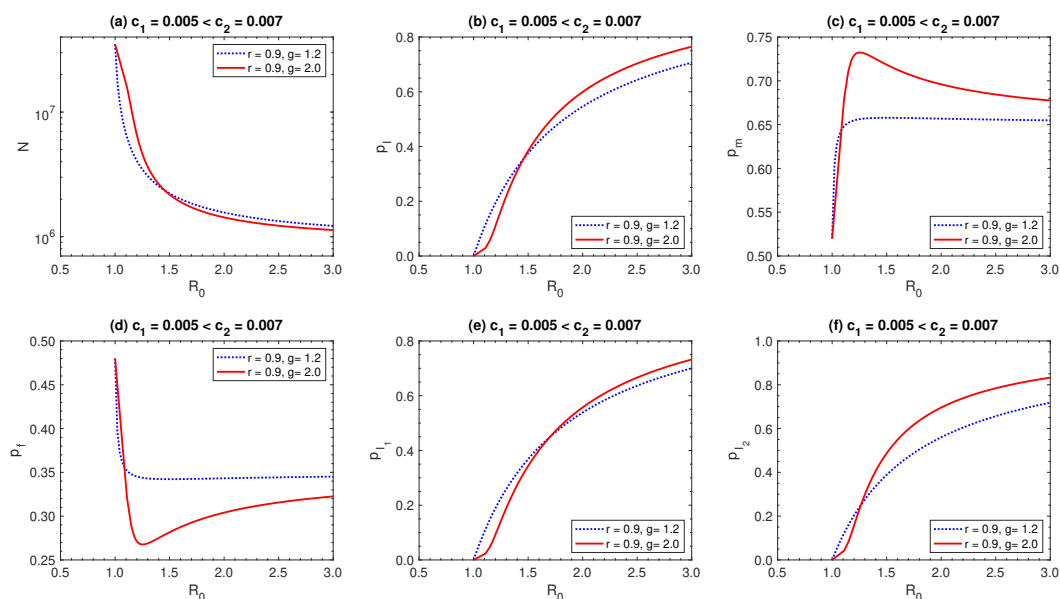 (a) c₁ = 0.005 < c₂ = 0.007
N
10⁷
10⁶
0.5 1.0 1.5 2.0 2.5 3.0
R₀
r = 0.9, g= 1.2
r = 0.9, g= 2.0
(b) c₁ = 0.005 < c₂ = 0.007
p_I
0.8
0.6
0.4
0.2
0.0
0.5 1.0 1.5 2.0 2.5 3.0
R₀
r = 0.9, g= 1.2
r = 0.9, g= 2.0
(c) c₁ = 0.005 < c₂ = 0.007
p_m
0.75
0.70
0.65
0.60
0.55
0.50
0.5 1.0 1.5 2.0 2.5 3.0
R₀
r = 0.9, g= 1.2
r = 0.9, g= 2.0
(d) c₁ = 0.005 < c₂ = 0.007
p_f
0.50
0.45
0.40
0.35
0.30
0.25
0.5 1.0 1.5 2.0 2.5 3.0
R₀
r = 0.9, g= 1.2
r = 0.9, g= 2.0
(e) c₁ = 0.005 < c₂ = 0.007
p_I₁
0.8
0.6
0.4
0.2
0.0
0.5 1.0 1.5 2.0 2.5 3.0
R₀
r = 0.9, g= 1.2
r = 0.9, g= 2.0
(f) c₁ = 0.005 < c₂ = 0.007
p_I₂
1.0
0.8
0.6
0.4
0.2
0.0
0.5 1.0 1.5 2.0 2.5 3.0
R₀
r = 0.9, g= 1.2
r = 0.9, g= 2.0